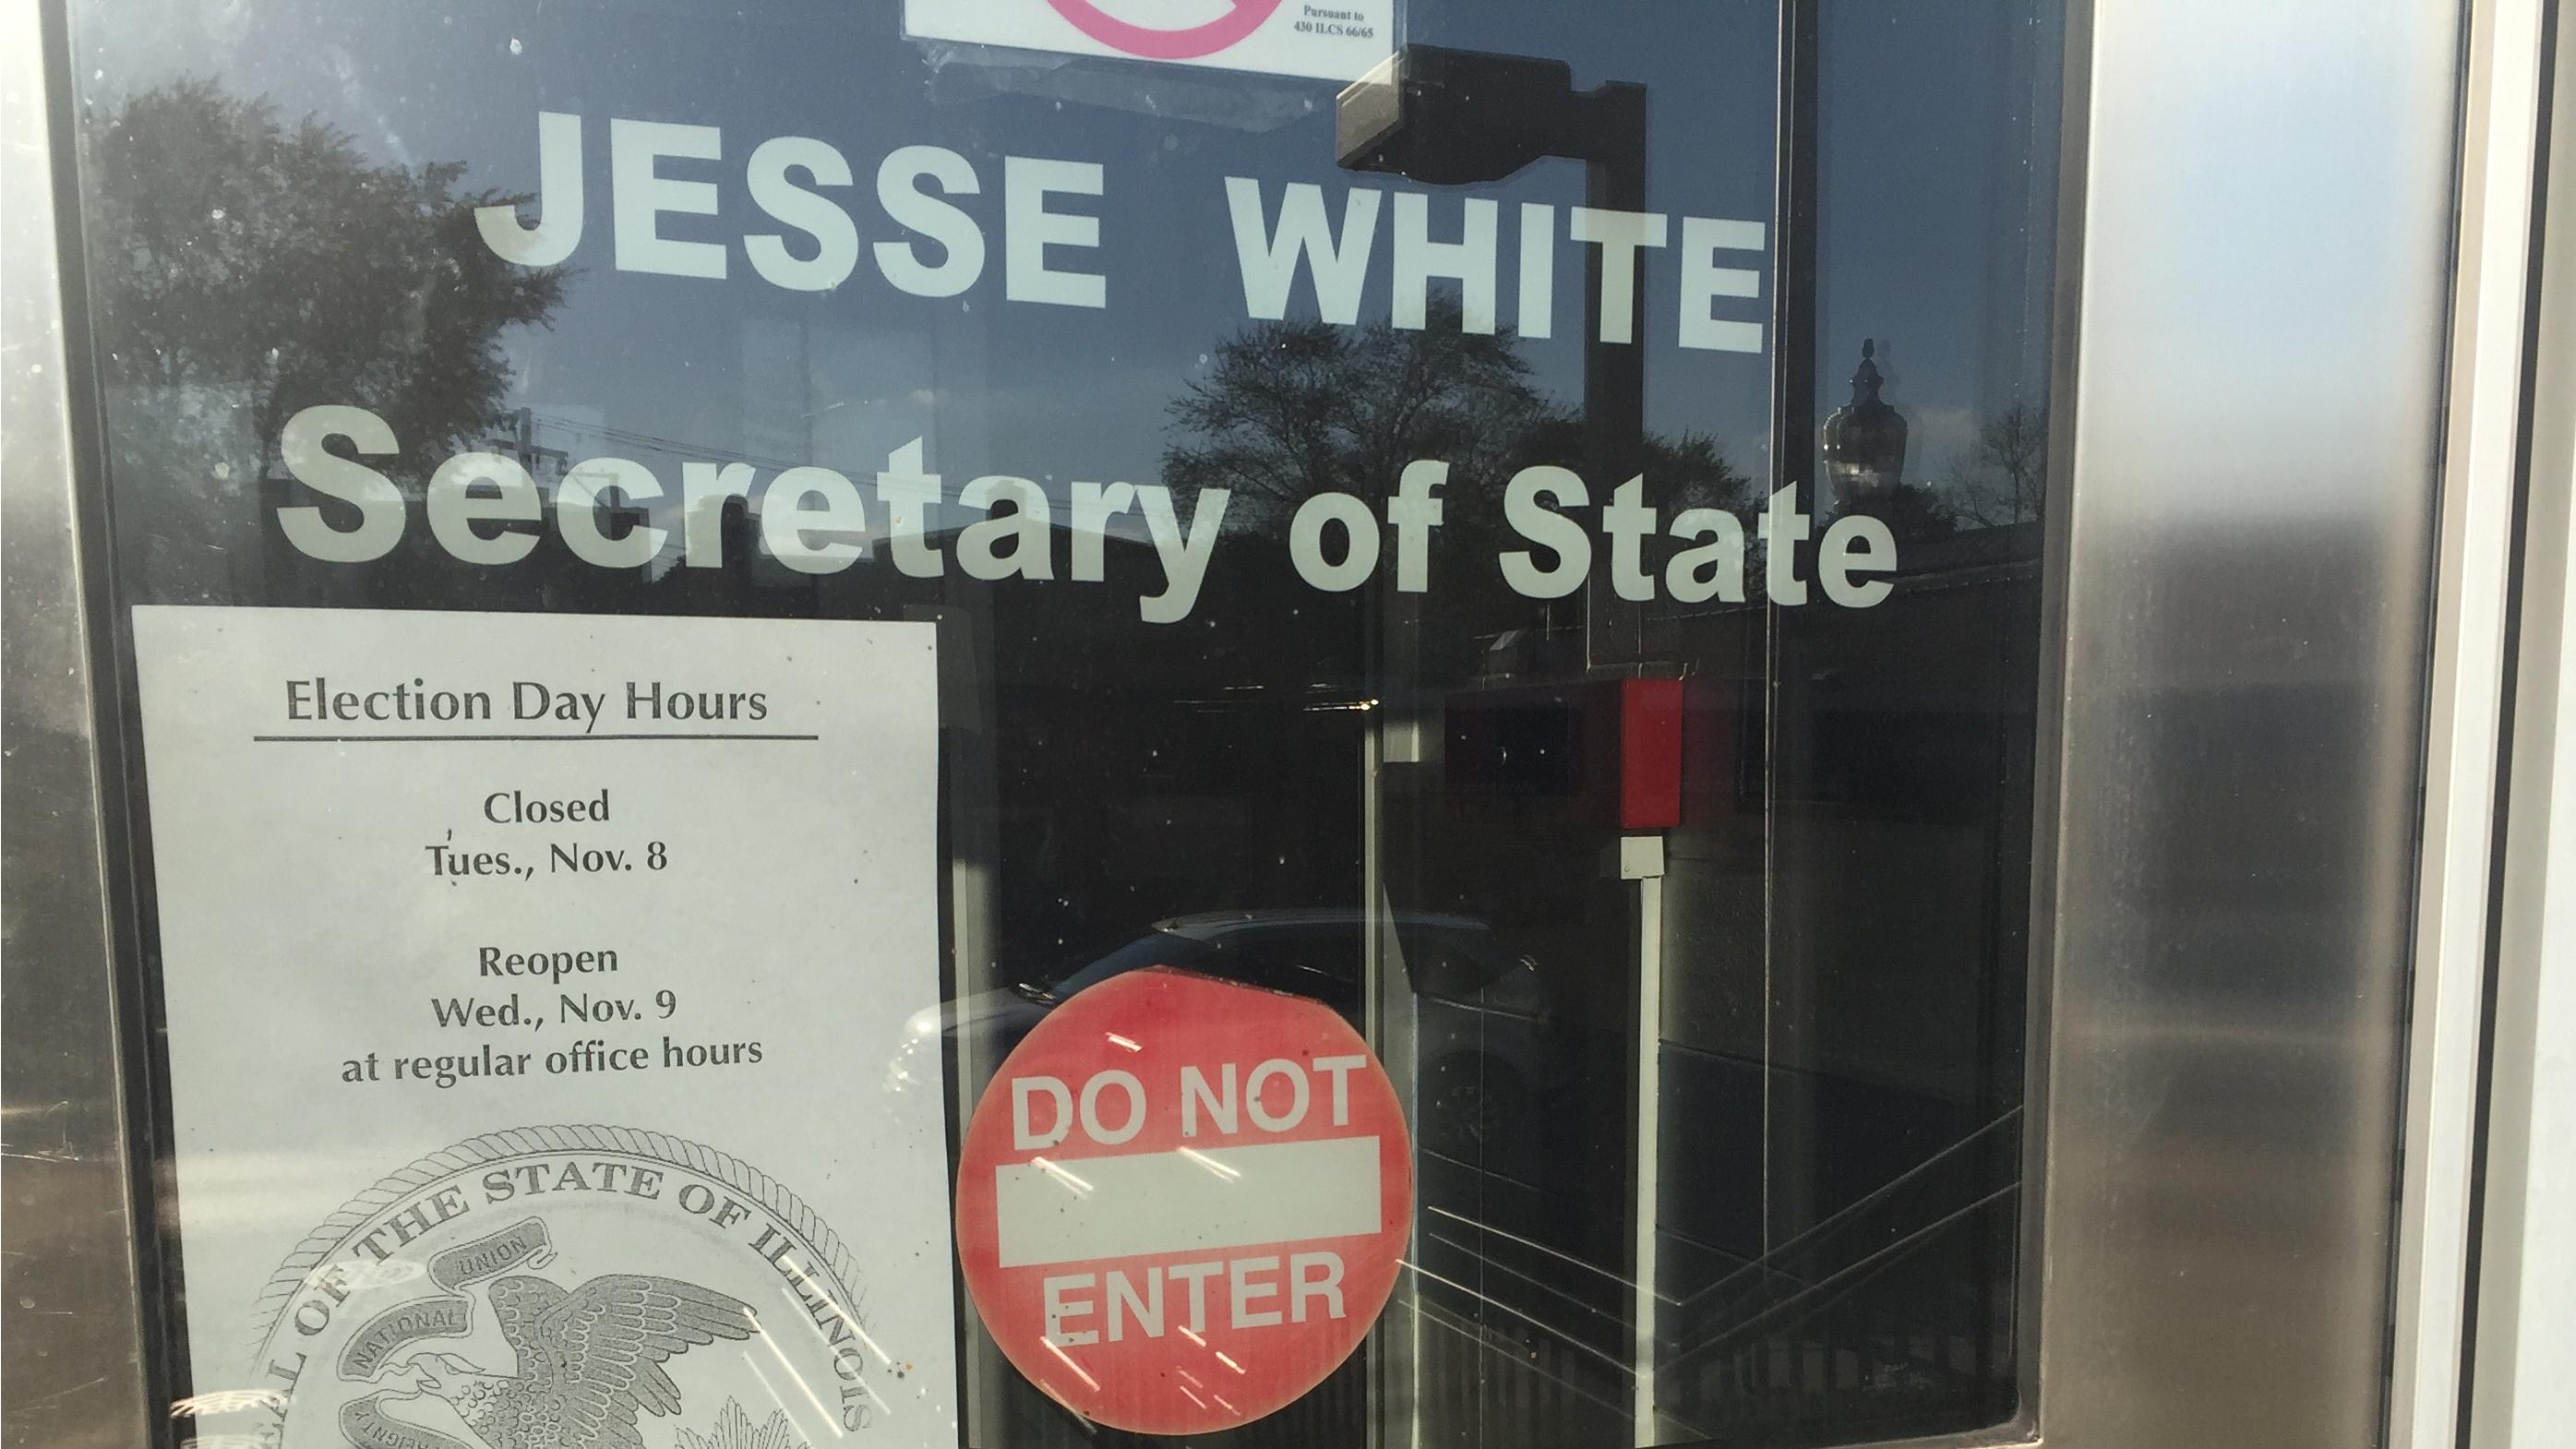 Pursuant to
430 ILCS 66/65
JESSE WHITE
Secretary of State
Election Day Hours
Closed
Tues., Nov. 8
Reopen
Wed., Nov. 9
at regular office hours
SEAL OF THE STATE OF ILLINOIS
NATIONAL UNION
DO NOT
ENTER